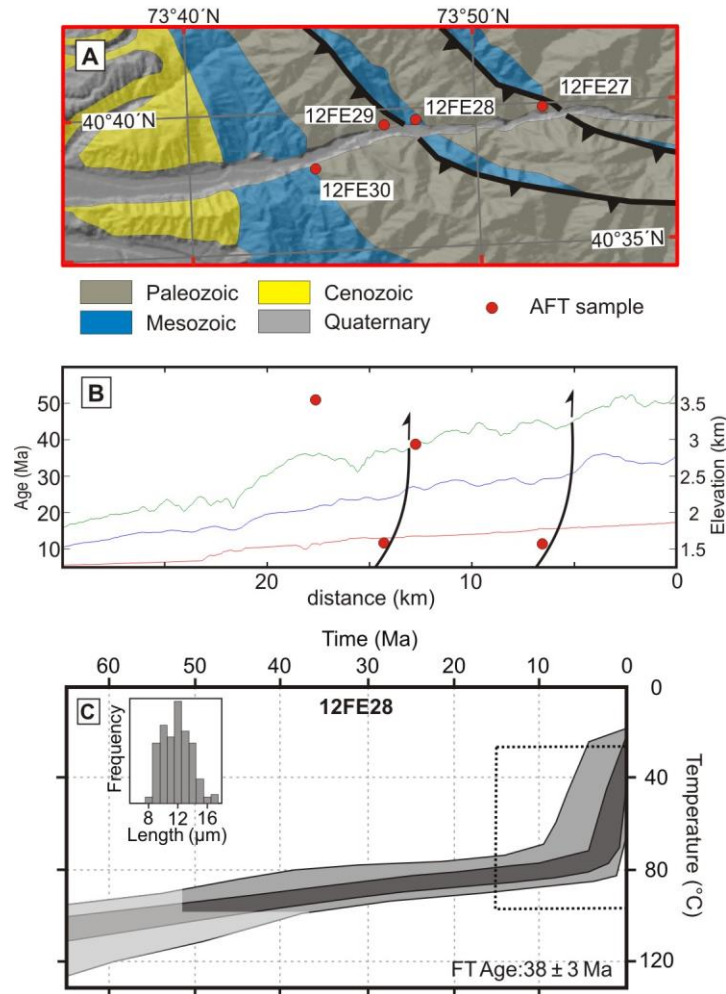 73°40´E 73°50´E
A
12FE27
12FE28
12FE29
40°40´N
12FE30
40°35´N
Paleozoic Cenozoic AFT sample
Mesozoic Quaternary
B
Age (Ma)
50
40
30
20
10
3.5
3
2.5
2
1.5
Elevation (km)
20 10 0
distance (km)
Time (Ma)
60 50 40 30 20 10 0
C
12FE28
Frequency
8 12 16
Length (µm)
0
40
80
120
Temperature (°C)
FT Age:38 ± 3 Ma